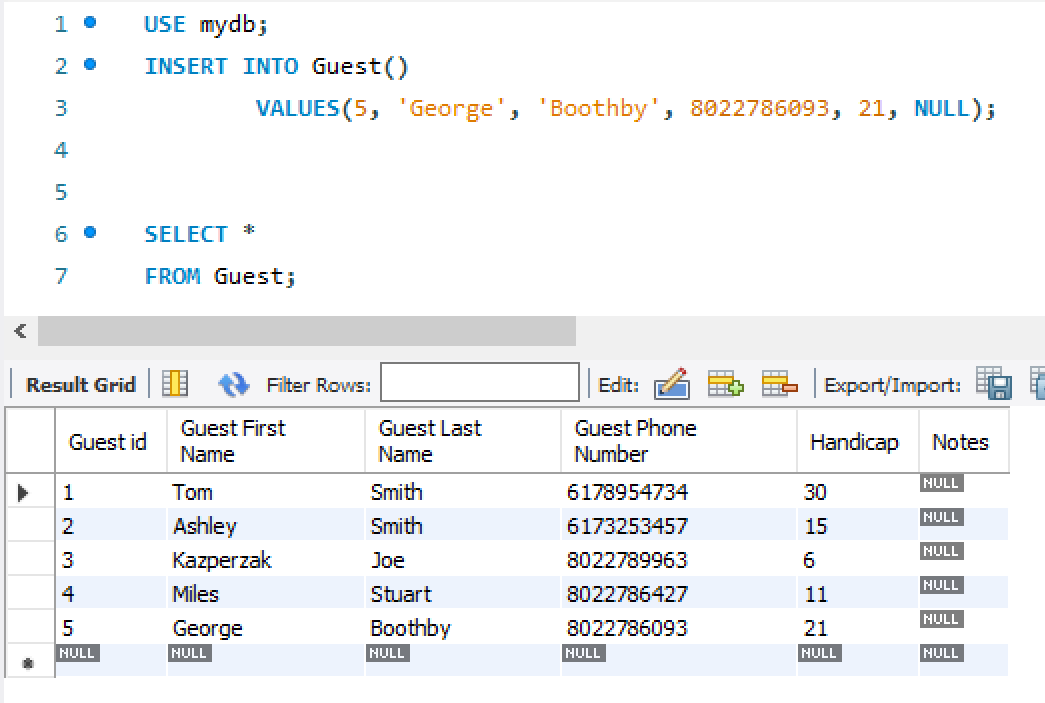 1 USE mydb;
2 INSERT INTO Guest()
3 VALUES(5, 'George', 'Boothby', 8022786093, 21, NULL);
4
5
6 SELECT *
7 FROM Guest;
Result Grid Filter Rows: Edit: Export/Import:
Guest id Guest First Name Guest Last Name Guest Phone Number Handicap Notes
1 Tom Smith 6178954734 30 NULL
2 Ashley Smith 6173253457 15 NULL
3 Kazperzak Joe 8022789963 6 NULL
4 Miles Stuart 8022786427 11 NULL
5 George Boothby 8022786093 21 NULL
NULL NULL NULL NULL NULL NULL